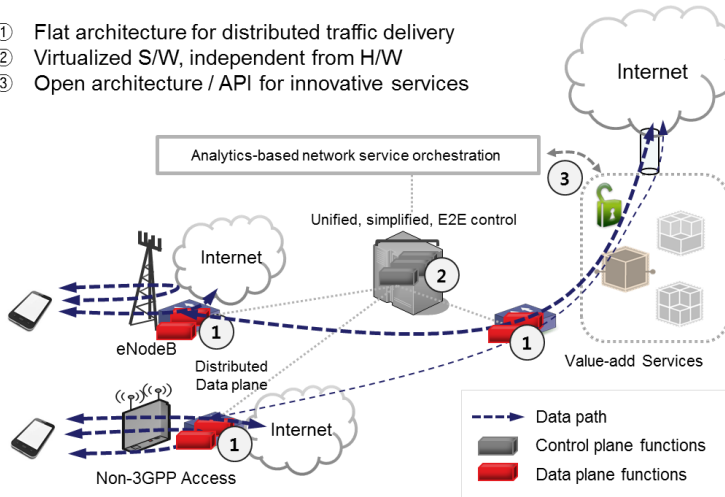 ① Flat architecture for distributed traffic delivery
② Virtualized S/W, independent from H/W
③ Open architecture / API for innovative services
Internet
Analytics-based network service orchestration
3
Unified, simplified, E2E control
Internet
2
1
1
eNodeB
Distributed
Data plane
Value-add Services
Internet
1
Non-3GPP Access
Data path
Control plane functions
Data plane functions